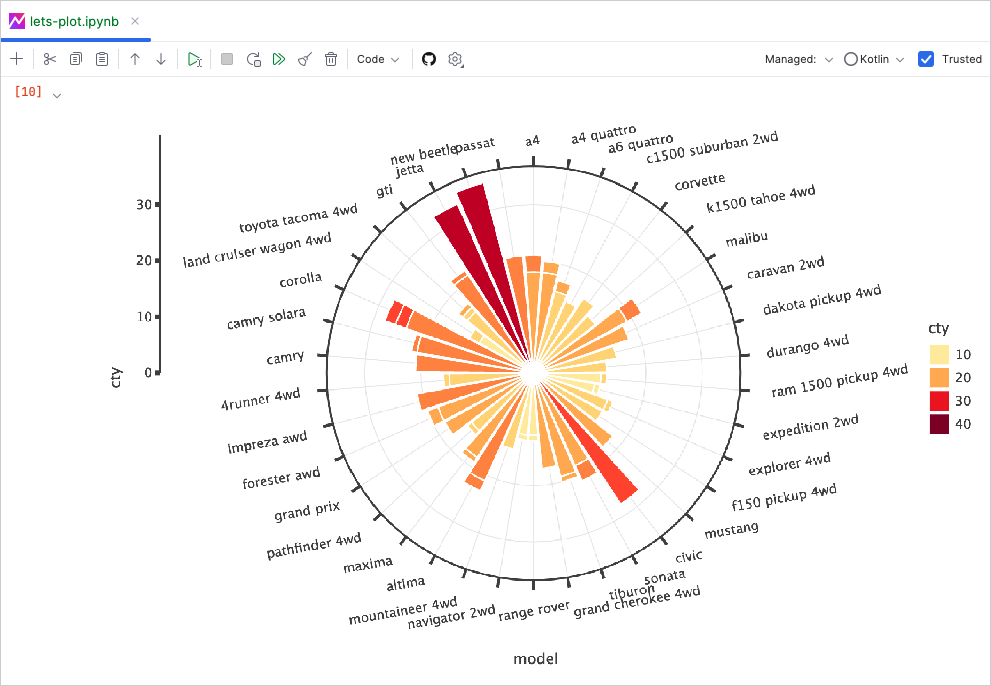 lets-plot.ipynb
Code
Managed:
Kotlin
Trusted
[10]
a4
a4 quattro
a6 quattro
c1500 suburban 2wd
corvette
k1500 tahoe 4wd
malibu
caravan 2wd
dakota pickup 4wd
durango 4wd
ram 1500 pickup 4wd
expedition 2wd
explorer 4wd
f150 pickup 4wd
mustang
civic
sonata
tiburon
grand cherokee 4wd
range rover
navigator 2wd
mountaineer 4wd
altima
maxima
pathfinder 4wd
grand prix
forester awd
impreza awd
4runner 4wd
camry
camry solara
corolla
land cruiser wagon 4wd
toyota tacoma 4wd
gti
jetta
new beetle
passat
30
20
10
0
cty
model
cty
10
20
30
40